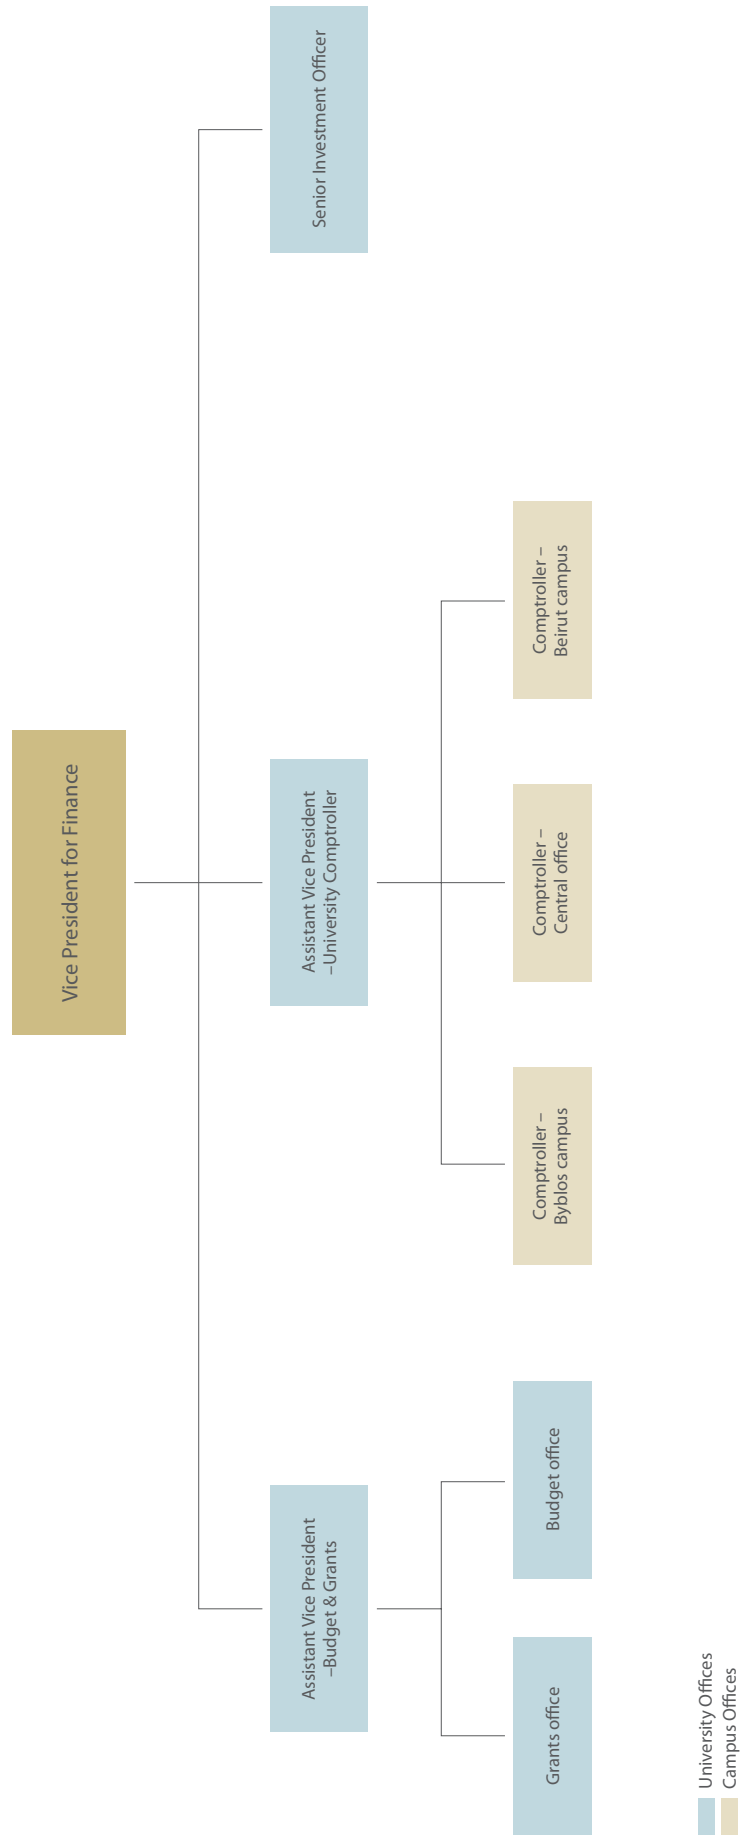 Vice President for Finance
Assistant Vice President
–Budget & Grants
Assistant Vice President
–University Comptroller
Senior Investment Officer
Grants office
Budget office
Comptroller –
Byblos campus
Comptroller –
Central office
Comptroller –
Beirut campus
University Offices
Campus Offices